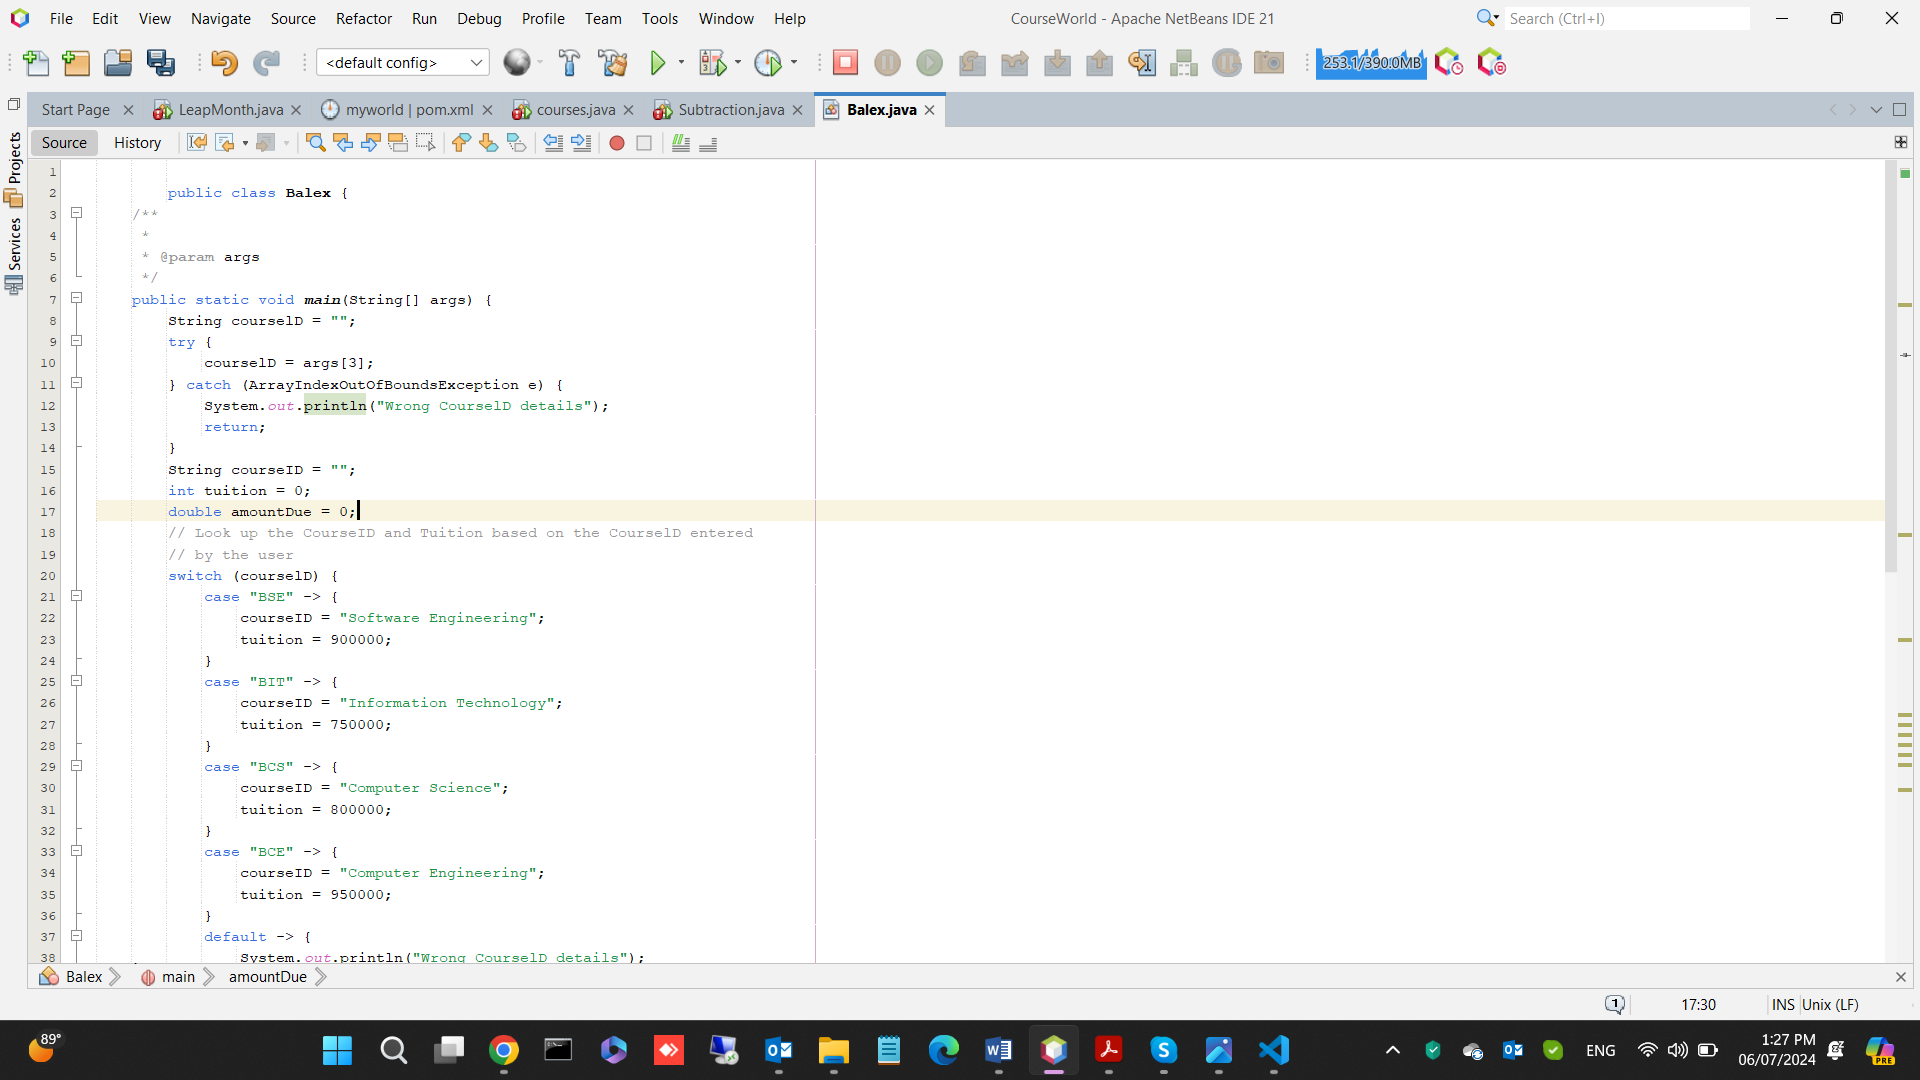 File Edit View Navigate Source Refactor Run Debug Profile Team Tools Window Help
CourseWorld - Apache NetBeans IDE 21
Search (Ctrl+I)
<default config>
253.1/390.0MB
Start Page
LeapMonth.java
myworld | pom.xml
courses.java
Subtraction.java
Balex.java
Projects
Services
Source History
1
2 public class Balex {
3 /**
4 *
5 * @param args
6 */
7 public static void main(String[] args) {
8 String courselD = "";
9 try {
10 courselD = args[3];
11 } catch (ArrayIndexOutOfBoundsException e) {
12 System.out.println("Wrong CourselD details");
13 return;
14 }
15 String courseID = "";
16 int tuition = 0;
17 double amountDue = 0;
18 // Look up the CourseID and Tuition based on the CourselD entered
19 // by the user
20 switch (courselD) {
21 case "BSE" -> {
22 courseID = "Software Engineering";
23 tuition = 900000;
24 }
25 case "BIT" -> {
26 courseID = "Information Technology";
27 tuition = 750000;
28 }
29 case "BCS" -> {
30 courseID = "Computer Science";
31 tuition = 800000;
32 }
33 case "BCE" -> {
34 courseID = "Computer Engineering";
35 tuition = 950000;
36 }
37 default -> {
38 System.out.println("Wrong CourselD details");
Balex main amountDue
1
17:30
INS
Unix (LF)
89°
ENG
1:27 PM
06/07/2024
PRE